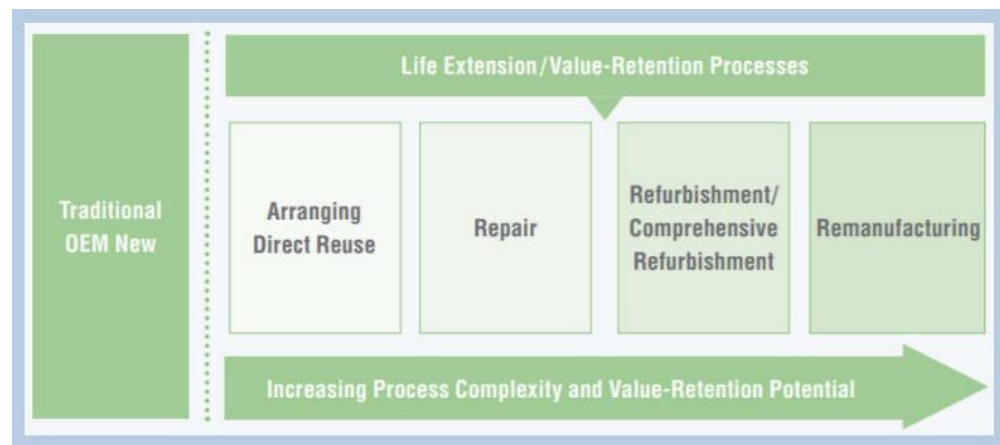 Life Extension/Value-Retention Processes
Traditional
OEM New
Arranging
Direct Reuse
Repair
Refurbishment/
Comprehensive
Refurbishment
Remanufacturing
Increasing Process Complexity and Value-Retention Potential